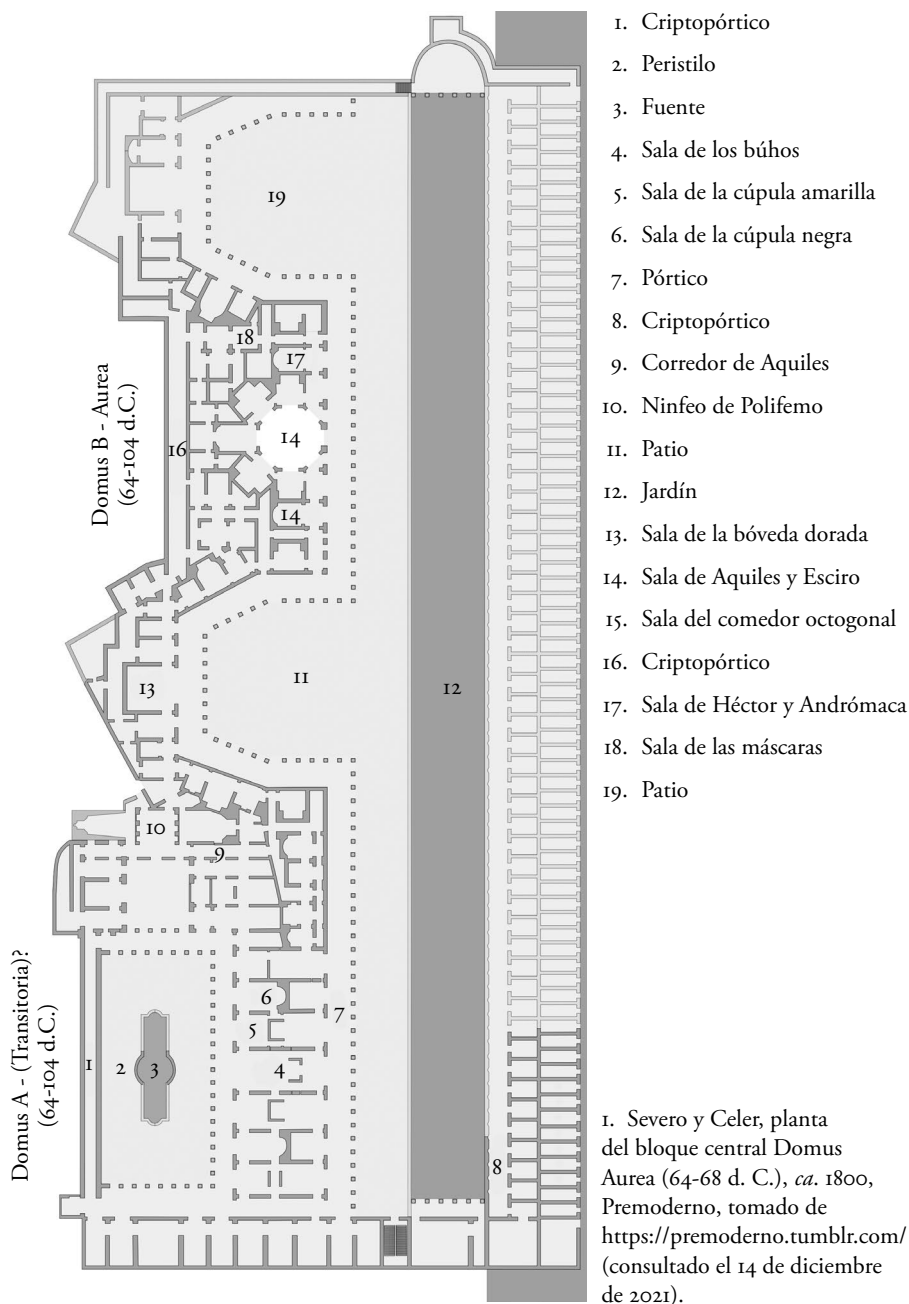 1. Criptopórtico
2. Peristilo
3. Fuente
4. Sala de los búhos
5. Sala de la cúpula amarilla
6. Sala de la cúpula negra
7. Pórtico
8. Criptopórtico
9. Corredor de Aquiles
10. Ninfeo de Polifemo
11. Patio
12. Jardín
13. Sala de la bóveda dorada
14. Sala de Aquiles y Esciro
15. Sala del comedor octogonal
16. Criptopórtico
17. Sala de Héctor y Andrómaca
18. Sala de las máscaras
19. Patio
19
18
17
Domus B - Aurea
(64-104 d.C.)
16
14
14
13
11
12
10
9
Domus A - (Transitoria)?
(64-104 d.C.)
6
5
7
1
2
3
4
8
1. Severo y Celer, planta
del bloque central Domus
Aurea (64-68 d. C.), ca. 1800,
Premoderno, tomado de
https://premoderno.tumblr.com/
(consultado el 14 de diciembre
de 2021).